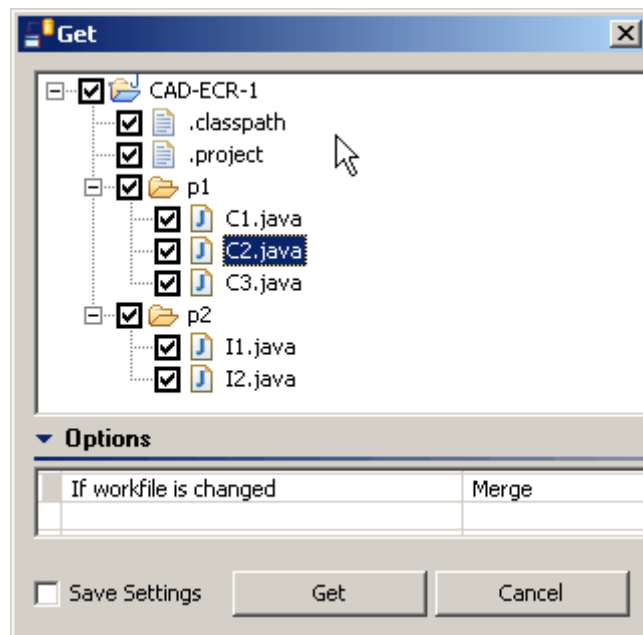 Get
CAD-ECR-1
.classpath
.project
p1
C1.java
C2.java
C3.java
p2
I1.java
I2.java
Options
If workfile is changed Merge
Save Settings Get Cancel